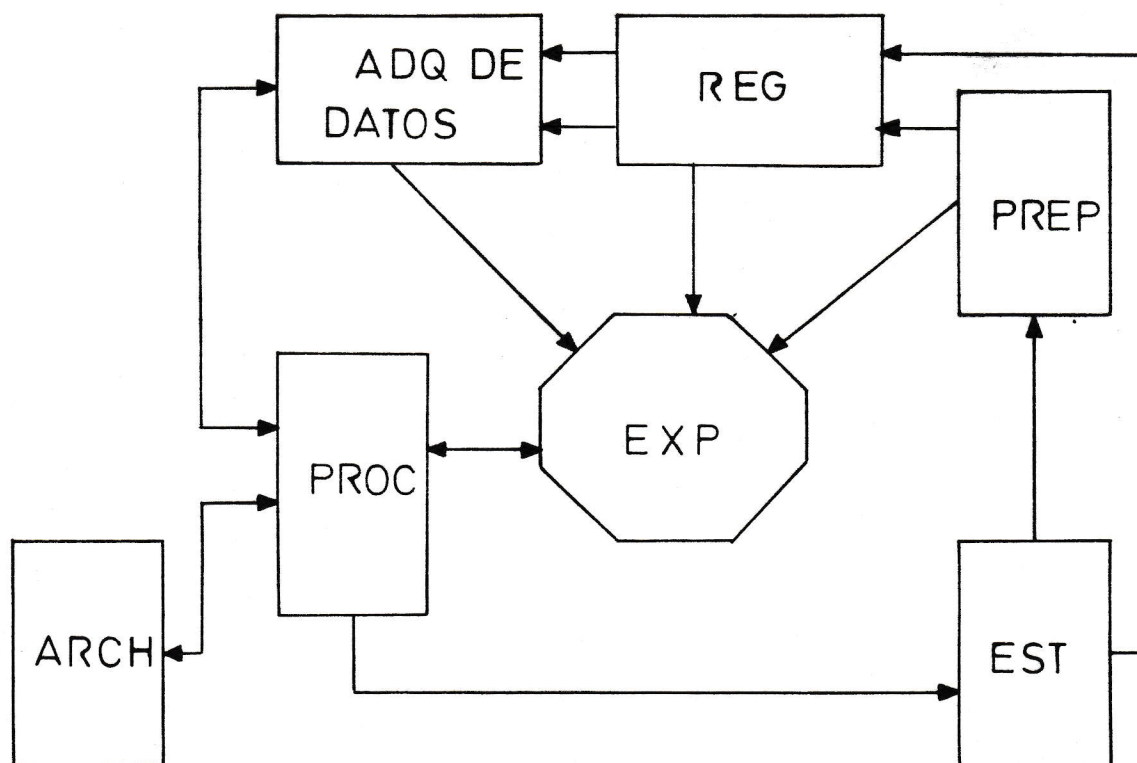 ADQ DE
DATOS
REG
PREP
EXP
PROC
ARCH
EST